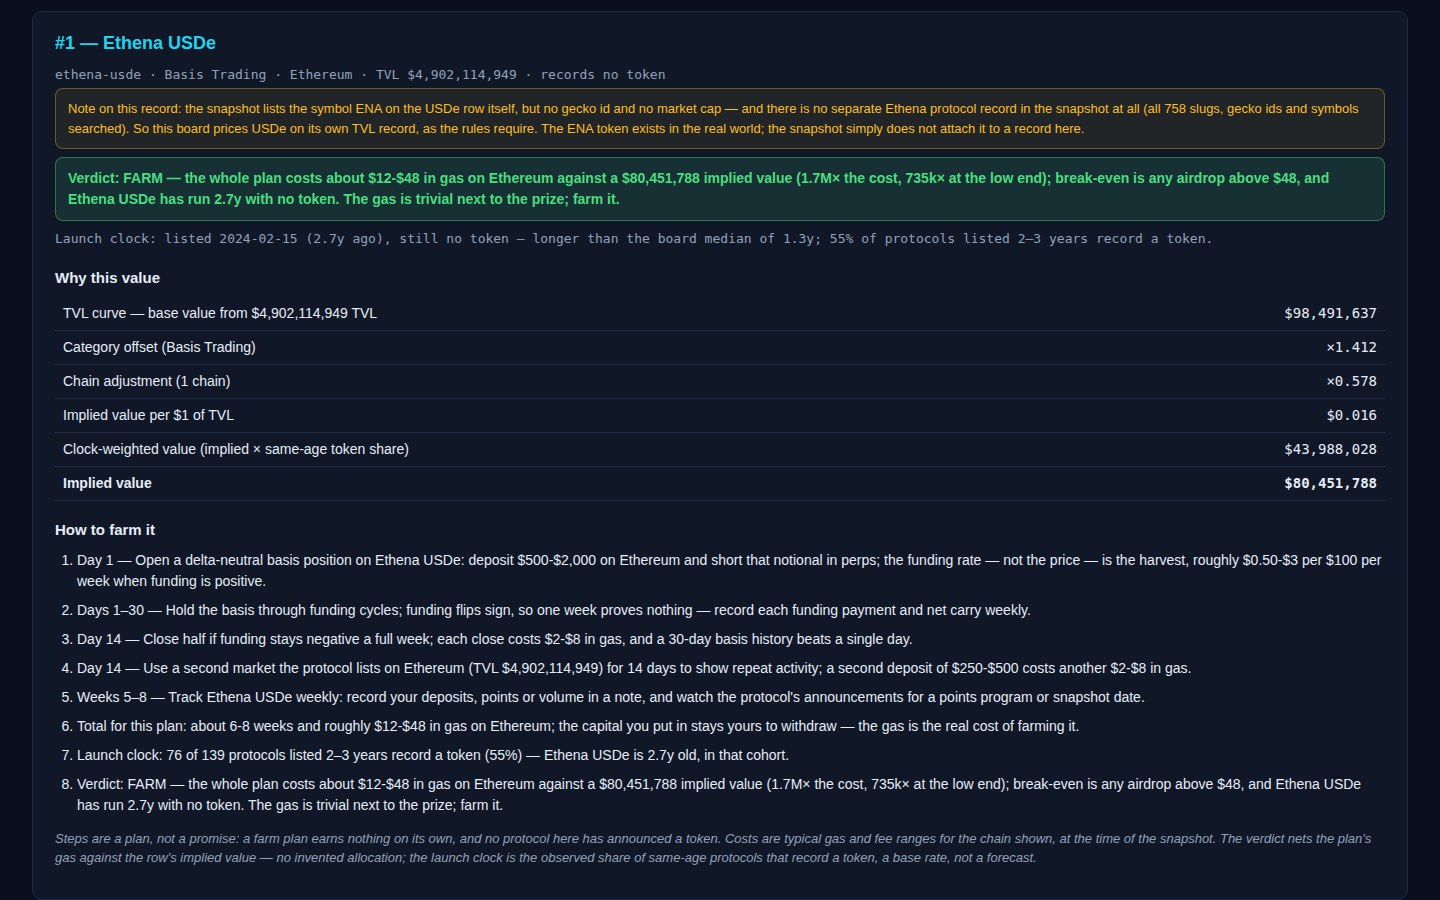 #1 — Ethena USDe
ethena-usde · Basis Trading · Ethereum · TVL $4,902,114,949 · records no token
Note on this record: the snapshot lists the symbol ENA on the USDe row itself, but no gecko id and no market cap — and there is no separate Ethena protocol record in the snapshot at all (all 758 slugs, gecko ids and symbols
searched). So this board prices USDe on its own TVL record, as the rules require. The ENA token exists in the real world; the snapshot simply does not attach it to a record here.
Verdict: FARM — the whole plan costs about $12-$48 in gas on Ethereum against a $80,451,788 implied value (1.7M× the cost, 735k× at the low end); break-even is any airdrop above $48, and
Ethena USDe has run 2.7y with no token. The gas is trivial next to the prize; farm it.
Launch clock: listed 2024-02-15 (2.7y ago), still no token — longer than the board median of 1.3y; 55% of protocols listed 2–3 years record a token.
Why this value
TVL curve — base value from $4,902,114,949 TVL $98,491,637
Category offset (Basis Trading) ×1.412
Chain adjustment (1 chain) ×0.578
Implied value per $1 of TVL $0.016
Clock-weighted value (implied × same-age token share) $43,988,028
Implied value $80,451,788
How to farm it
1. Day 1 — Open a delta-neutral basis position on Ethena USDe: deposit $500-$2,000 on Ethereum and short that notional in perps; the funding rate — not the price — is the harvest, roughly $0.50-$3 per $100 per
week when funding is positive.
2. Days 1–30 — Hold the basis through funding cycles; funding flips sign, so one week proves nothing — record each funding payment and net carry weekly.
3. Day 14 — Close half if funding stays negative a full week; each close costs $2-$8 in gas, and a 30-day basis history beats a single day.
4. Day 14 — Use a second market the protocol lists on Ethereum (TVL $4,902,114,949) for 14 days to show repeat activity; a second deposit of $250-$500 costs another $2-$8 in gas.
5. Weeks 5–8 — Track Ethena USDe weekly: record your deposits, points or volume in a note, and watch the protocol's announcements for a points program or snapshot date.
6. Total for this plan: about 6-8 weeks and roughly $12-$48 in gas on Ethereum; the capital you put in stays yours to withdraw — the gas is the real cost of farming it.
7. Launch clock: 76 of 139 protocols listed 2–3 years record a token (55%) — Ethena USDe is 2.7y old, in that cohort.
8. Verdict: FARM — the whole plan costs about $12-$48 in gas on Ethereum against a $80,451,788 implied value (1.7M× the cost, 735k× at the low end); break-even is any airdrop above $48, and Ethena USDe
has run 2.7y with no token. The gas is trivial next to the prize; farm it.
Steps are a plan, not a promise: a farm plan earns nothing on its own, and no protocol here has announced a token. Costs are typical gas and fee ranges for the chain shown, at the time of the snapshot. The verdict nets the plan's
gas against the row's implied value — no invented allocation; the launch clock is the observed share of same-age protocols that record a token, a base rate, not a forecast.